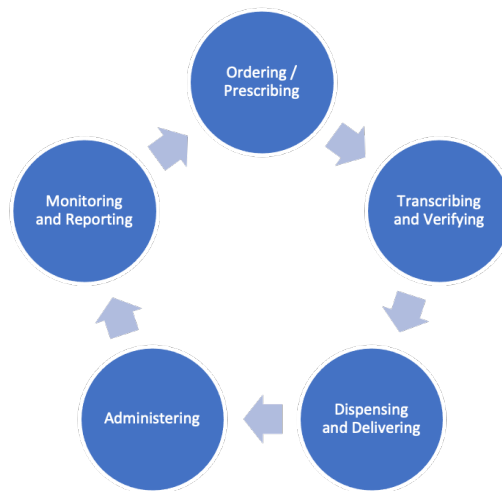 Ordering /
Prescribing
Transcribing
and Verifying
Dispensing
and Delivering
Administering
Monitoring
and Reporting